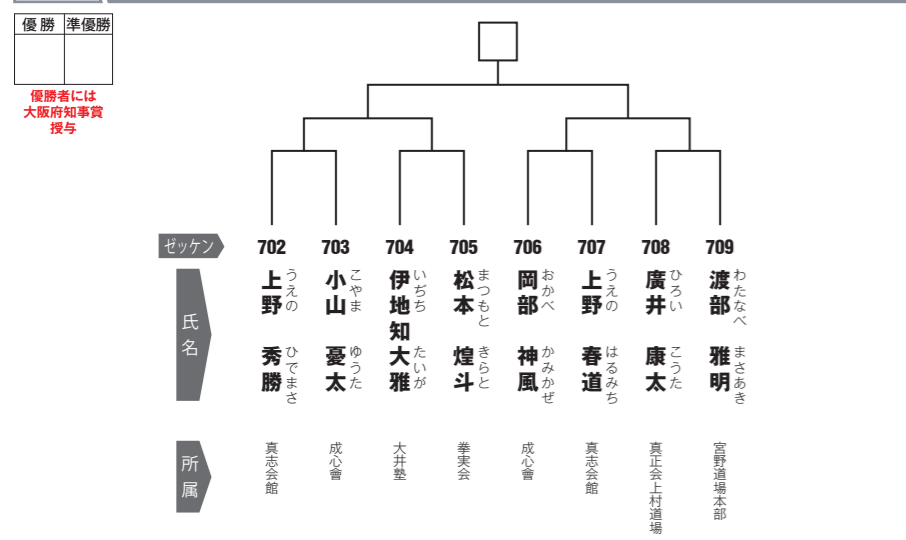 優勝 準優勝
優勝者には
大阪府知事賞
授与
ゼッケン 702 703 704 705 706 707 708 709
氏名
上野 秀勝
うえの ひでまさ
小山 憂太
こやま ゆうた
伊地知 大雅
いぢち たいが
松本 煌斗
まつもと きらと
岡部 神風
おかべ かみかぜ
上野 春道
うえの はるみち
廣井 康太
ひろい こうた
渡部 雅明
わたなべ まさあき
所属
真志会館
成心會
大井塾
拳実会
成心會
真志会館
真正会上村道場
宮野道場本部